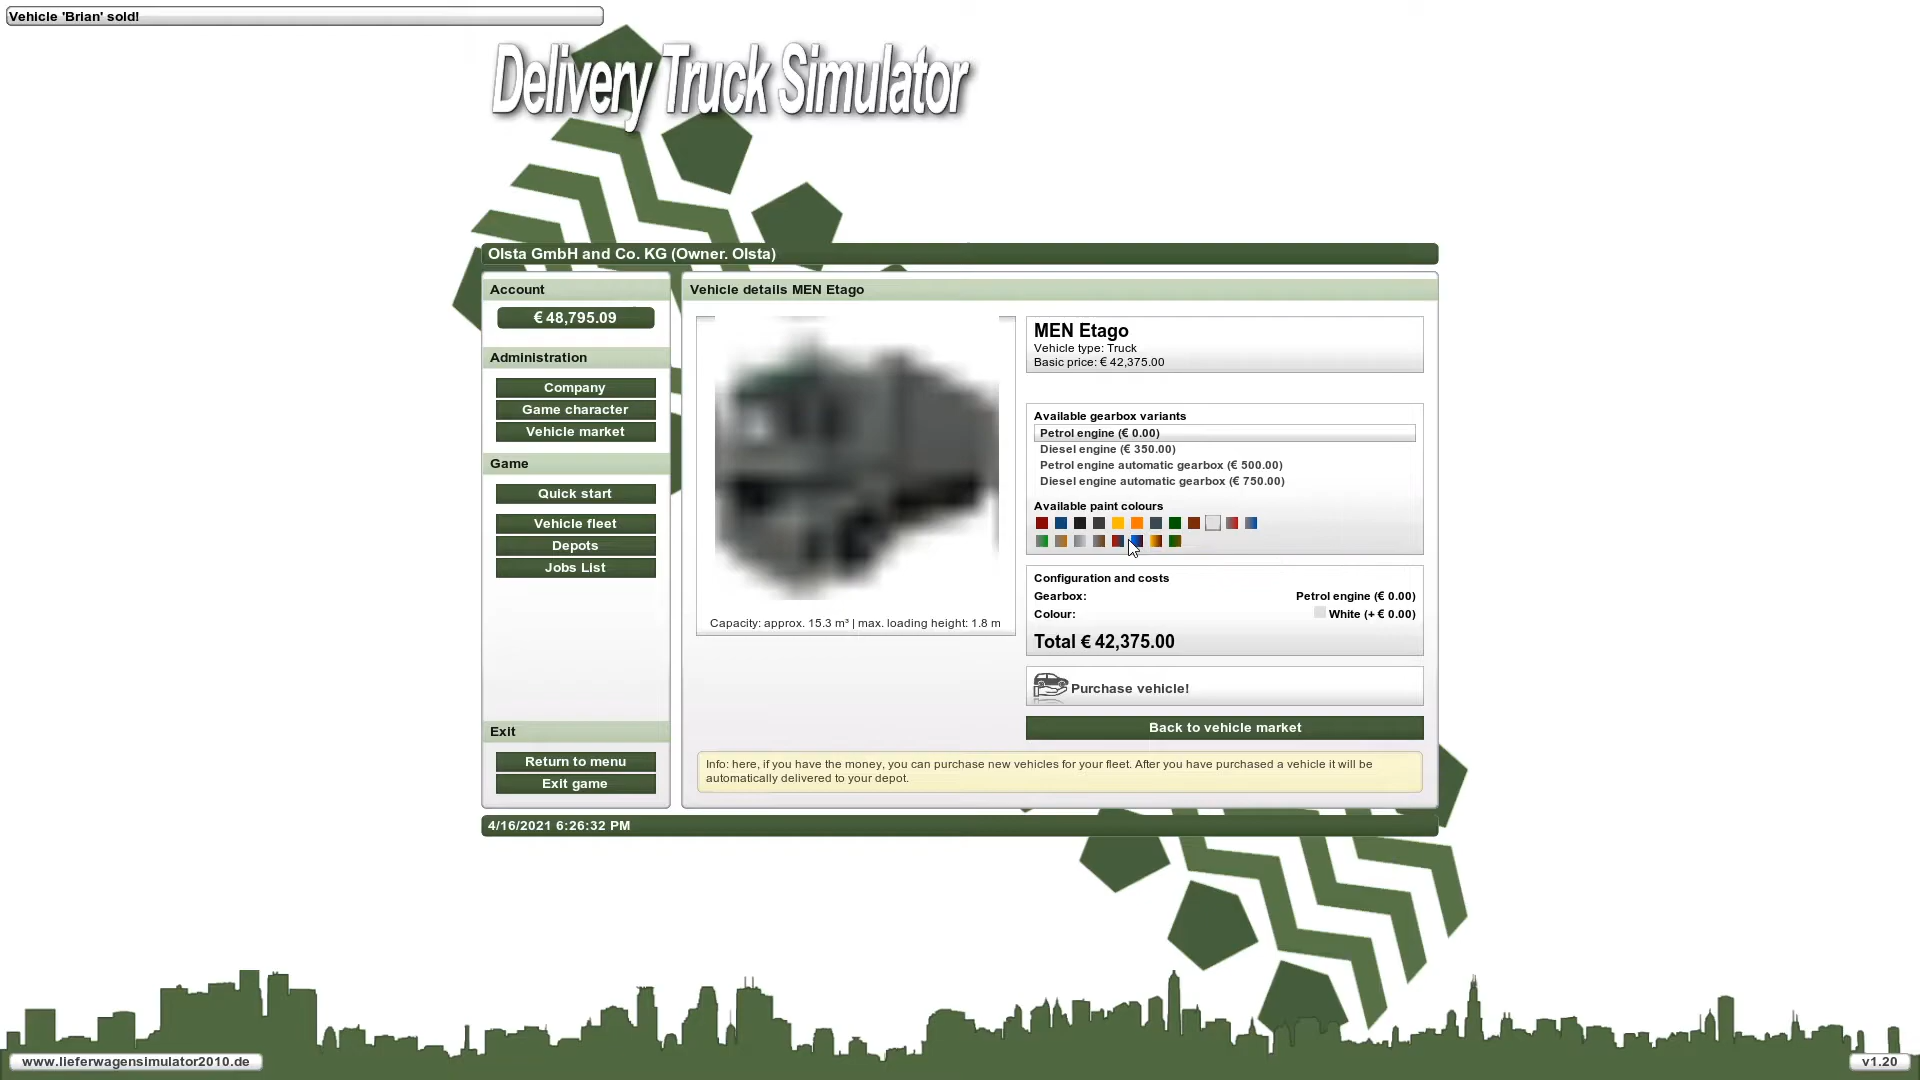 Vehicle 'Brian' sold!
Delivery Truck Simulator
Olsta GmbH and Co. KG (Owner. Olsta)
Account
€ 48,795.09
Administration
Company
Game character
Vehicle market
Game
Quick start
Vehicle fleet
Depots
Jobs List
Exit
Return to menu
Exit game
Vehicle details MEN Etago
Capacity: approx. 15.3 m³ | max. loading height: 1.8 m
MEN Etago
Vehicle type: Truck
Basic price: € 42,375.00
Available gearbox variants
Petrol engine (€ 0.00)
Diesel engine (€ 350.00)
Petrol engine automatic gearbox (€ 500.00)
Diesel engine automatic gearbox (€ 750.00)
Available paint colours
Configuration and costs
Gearbox: Petrol engine (€ 0.00)
Colour: White (+ € 0.00)
Total € 42,375.00
Purchase vehicle!
Back to vehicle market
Info: here, if you have the money, you can purchase new vehicles for your fleet. After you have purchased a vehicle it will be
automatically delivered to your depot.
4/16/2021 6:26:32 PM
www.lieferwagensimulator2010.de
v1.20